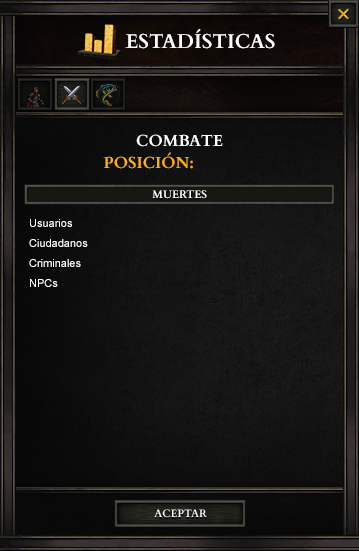 ESTADÍSTICAS
COMBATE
POSICIÓN:
MUERTES
Usuarios
Ciudadanos
Criminales
NPCs
ACEPTAR